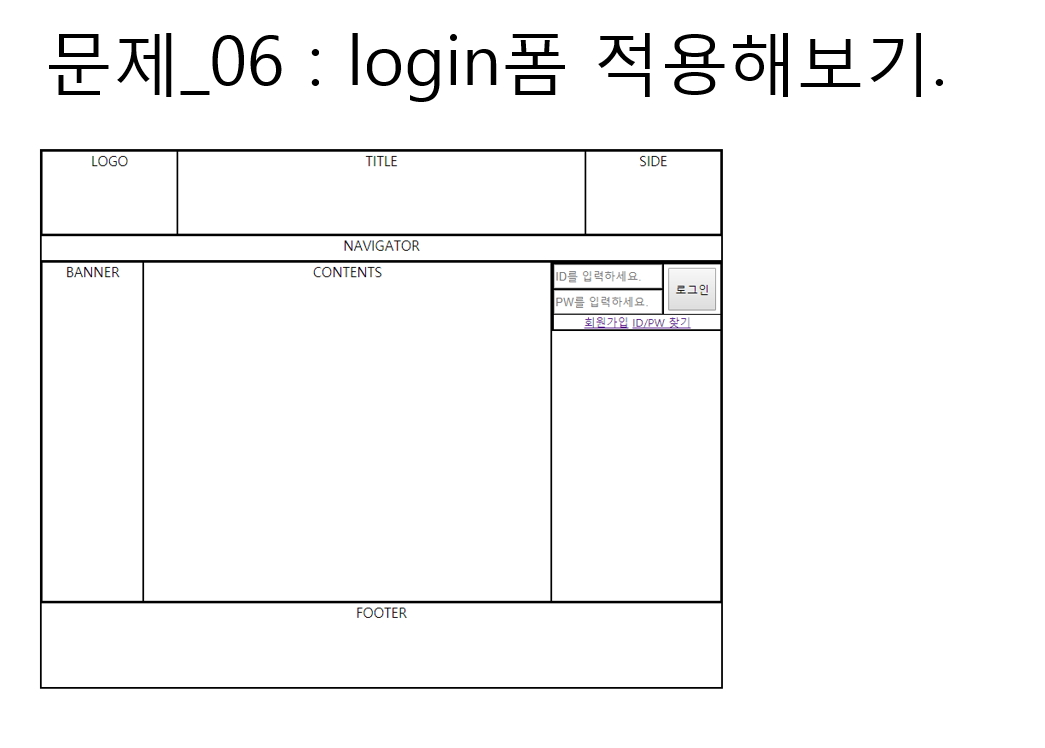 문제_06 : login폼 적용해보기.
LOGO
TITLE
SIDE
NAVIGATOR
BANNER
CONTENTS
ID를 입력하세요.
PW를 입력하세요.
로그인
회원가입 ID/PW 찾기
FOOTER